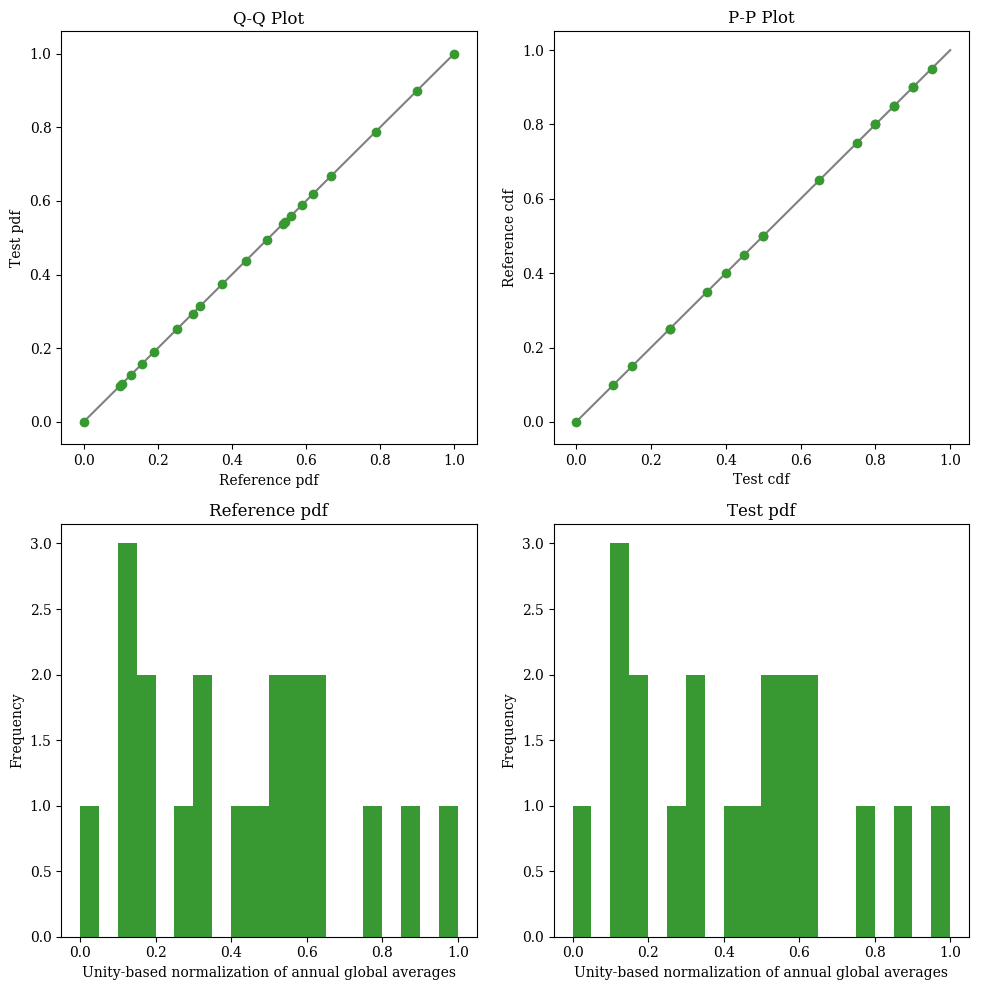 Q-Q Plot
1.0
0.8
0.6
0.4
0.2
0.0
Test pdf
0.0 0.2 0.4 0.6 0.8 1.0
Reference pdf
P-P Plot
1.0
0.8
0.6
0.4
0.2
0.0
Reference cdf
0.0 0.2 0.4 0.6 0.8 1.0
Test cdf
Reference pdf
3.0
2.5
2.0
1.5
1.0
0.5
0.0
Frequency
0.0 0.2 0.4 0.6 0.8 1.0
Unity-based normalization of annual global averages
Test pdf
3.0
2.5
2.0
1.5
1.0
0.5
0.0
Frequency
0.0 0.2 0.4 0.6 0.8 1.0
Unity-based normalization of annual global averages